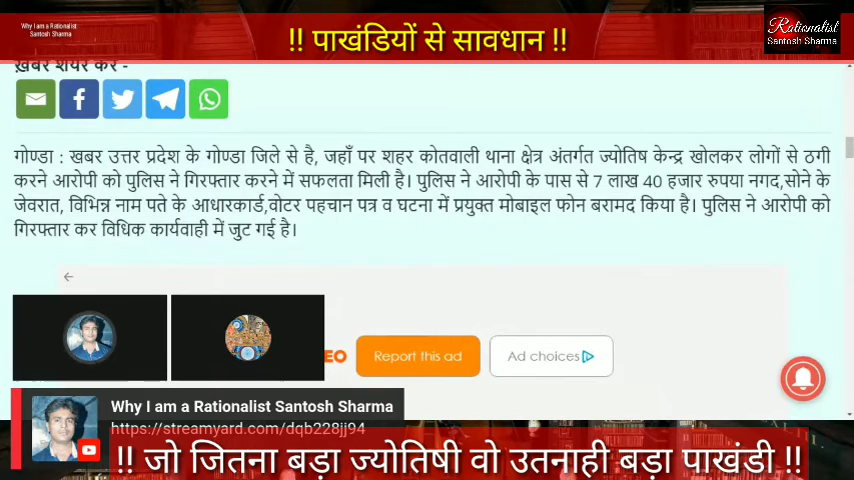 Why I am a Rationalist
Santosh Sharma
!! पाखंडियों से सावधान !!
Rationalist
Santosh Sharma
ख़बर शेयर करें -
गोण्डा : खबर उत्तर प्रदेश के गोण्डा जिले से है, जहाँ पर शहर कोतवाली थाना क्षेत्र अंतर्गत ज्योतिष केन्द्र खोलकर लोगों से ठगी
करने आरोपी को पुलिस ने गिरफ्तार करने में सफलता मिली है। पुलिस ने आरोपी के पास से 7 लाख 40 हजार रुपया नगद,सोने के
जेवरात, विभिन्न नाम पते के आधारकार्ड,वोटर पहचान पत्र व घटना में प्रयुक्त मोबाइल फोन बरामद किया है। पुलिस ने आरोपी को
गिरफ्तार कर विधिक कार्यवाही में जुट गई है।
EO
Report this ad
Ad choices
Why I am a Rationalist Santosh Sharma
https://streamyard.com/dqb228jj94
!! जो जितना बड़ा ज्योतिषी वो उतनाही बड़ा पाखंडी !!